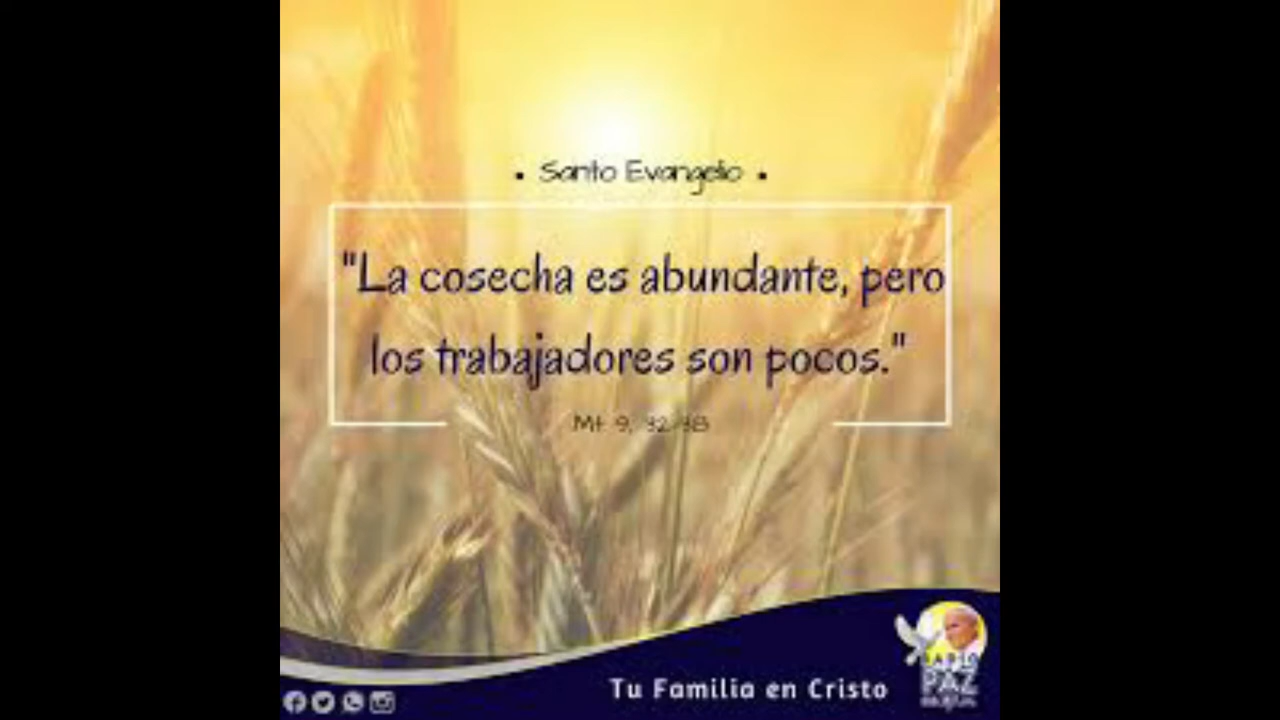 • Santo Evangelio •
"La cosecha es abundante, pero
los trabajadores son pocos."
Mt 9, 32-38
Tu Familia en Cristo
PAZ